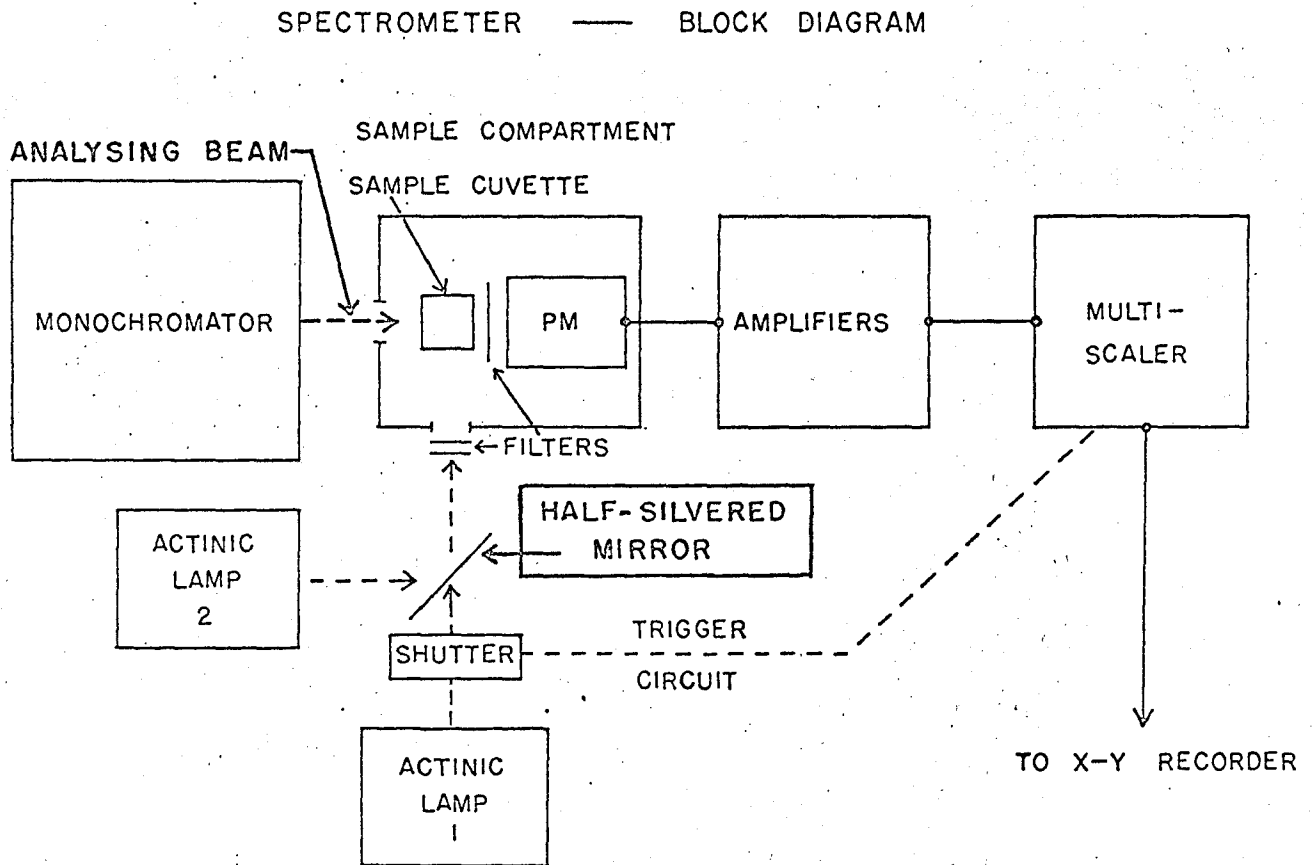 SPECTROMETER — BLOCK DIAGRAM
SAMPLE COMPARTMENT
ANALYSING BEAM
SAMPLE CUVETTE
MONOCHROMATOR
PM
AMPLIFIERS
MULTI-
SCALER
FILTERS
HALF-SILVERED
MIRROR
ACTINIC
LAMP
2
SHUTTER
TRIGGER
CIRCUIT
ACTINIC
LAMP
1
TO X-Y RECORDER